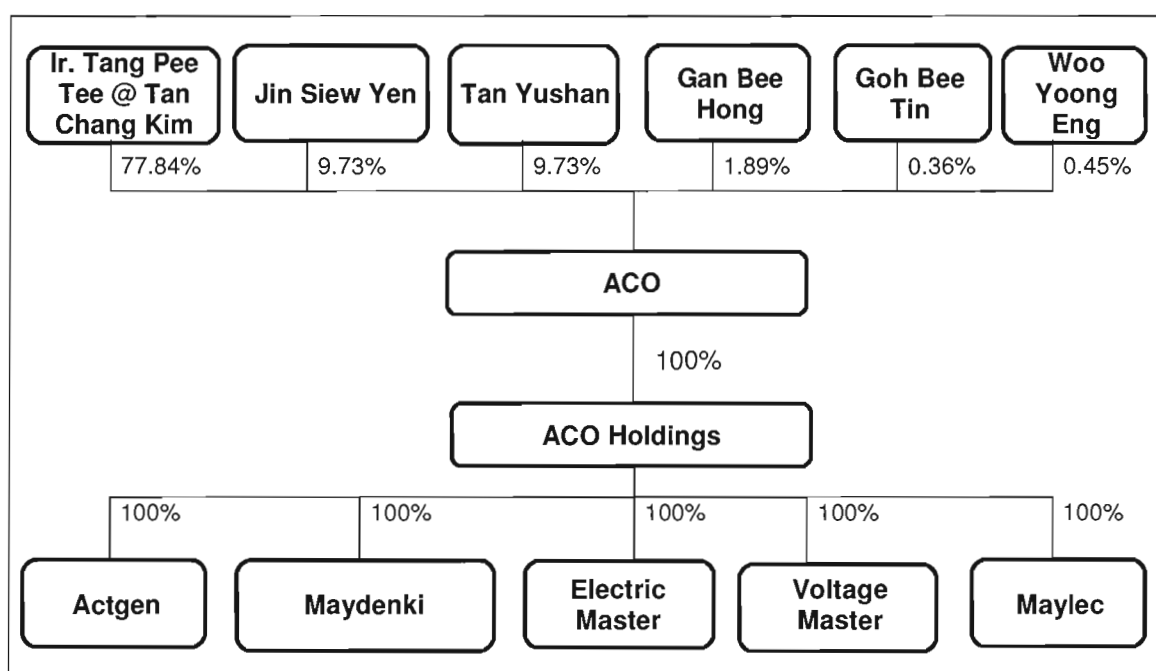 Ir. Tang Pee
Tee @ Tan
Chang Kim
Jin Siew Yen
Tan Yushan
Gan Bee
Hong
Goh Bee
Tin
Woo
Yoong
Eng
77.84%
9.73%
9.73%
1.89%
0.36%
0.45%
ACO
100%
ACO Holdings
100%
100%
100%
100%
100%
Actgen
Maydenki
Electric
Master
Voltage
Master
Maylec